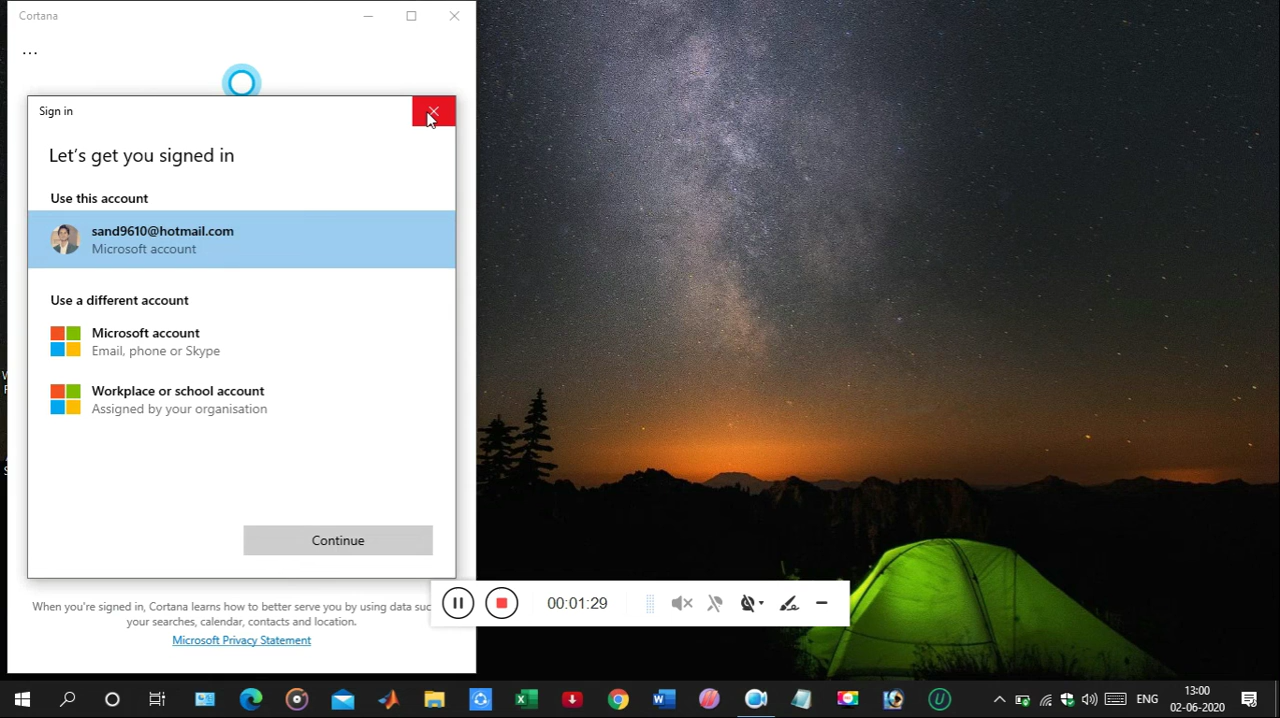 Cortana
...
Sign in
Let's get you signed in
Use this account
sand9610@hotmail.com
Microsoft account
Use a different account
Microsoft account
Email, phone or Skype
Workplace or school account
Assigned by your organisation
Continue
00:01:29
When you're signed in, Cortana learns how to better serve you by using data
your searches, calendar, contacts and location.
Microsoft Privacy Statement
ENG
13:00
02-06-2020